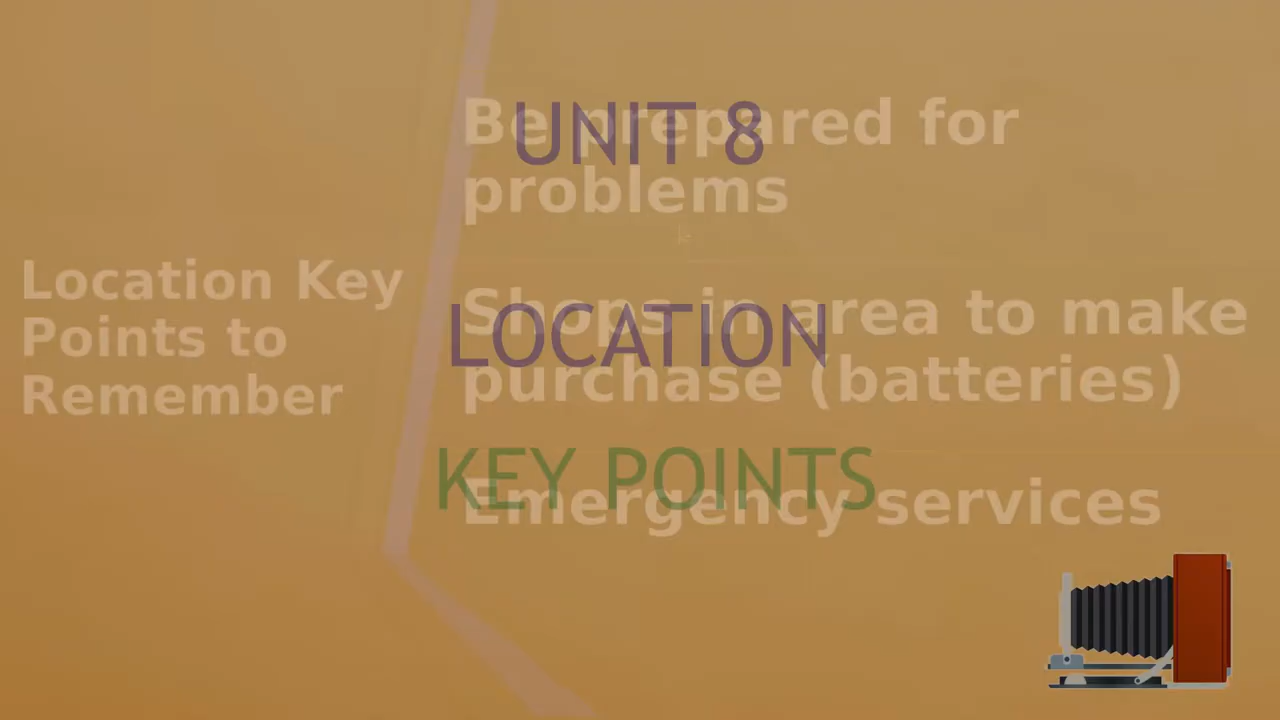 UNIT 8
LOCATION
KEY POINTS
Location Key
Points to
Remember
Be prepared for
problems
Shops in area to make
purchase (batteries)
Emergency services